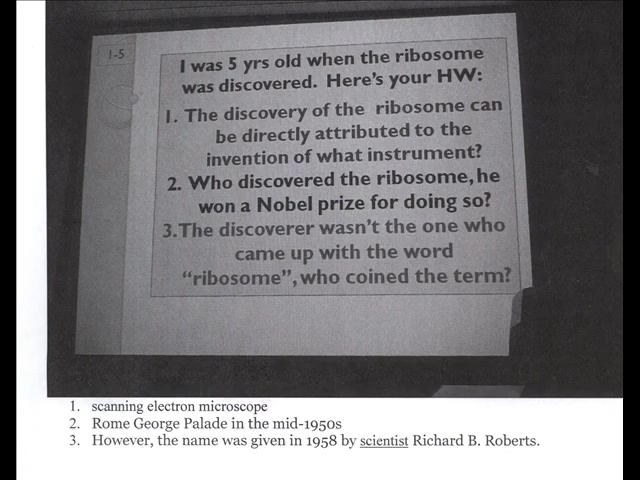 1-5
I was 5 yrs old when the ribosome
was discovered. Here's your HW:
1. The discovery of the ribosome can
be directly attributed to the
invention of what instrument?
2. Who discovered the ribosome, he
won a Nobel prize for doing so?
3.The discoverer wasn't the one who
came up with the word
"ribosome", who coined the term?
1. scanning electron microscope
2. Rome George Palade in the mid-1950s
3. However, the name was given in 1958 by scientist Richard B. Roberts.